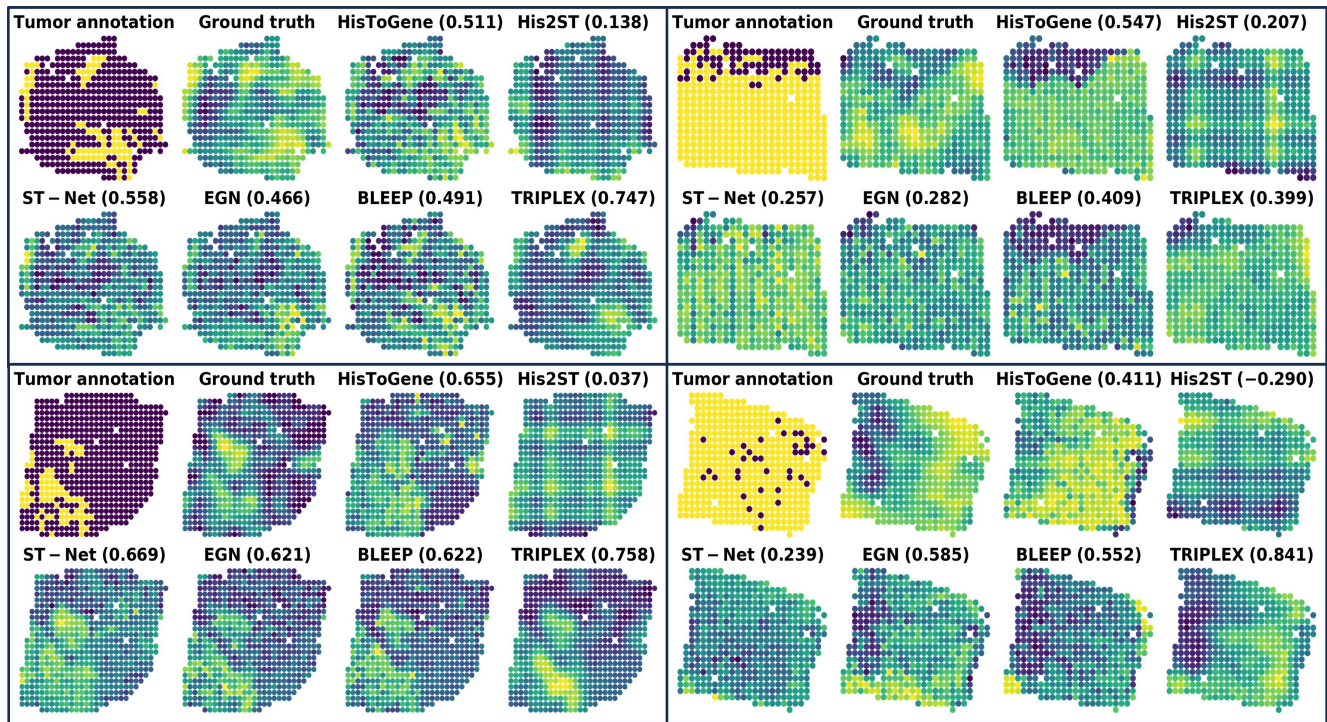 Tumor annotation Ground truth HisToGene (0.511) His2ST (0.138)
ST − Net (0.558) EGN (0.466) BLEEP (0.491) TRIPLEX (0.747)
Tumor annotation Ground truth HisToGene (0.547) His2ST (0.207)
ST − Net (0.257) EGN (0.282) BLEEP (0.409) TRIPLEX (0.399)
Tumor annotation Ground truth HisToGene (0.655) His2ST (0.037)
ST − Net (0.669) EGN (0.621) BLEEP (0.622) TRIPLEX (0.758)
Tumor annotation Ground truth HisToGene (0.411) His2ST (−0.290)
ST − Net (0.239) EGN (0.585) BLEEP (0.552) TRIPLEX (0.841)